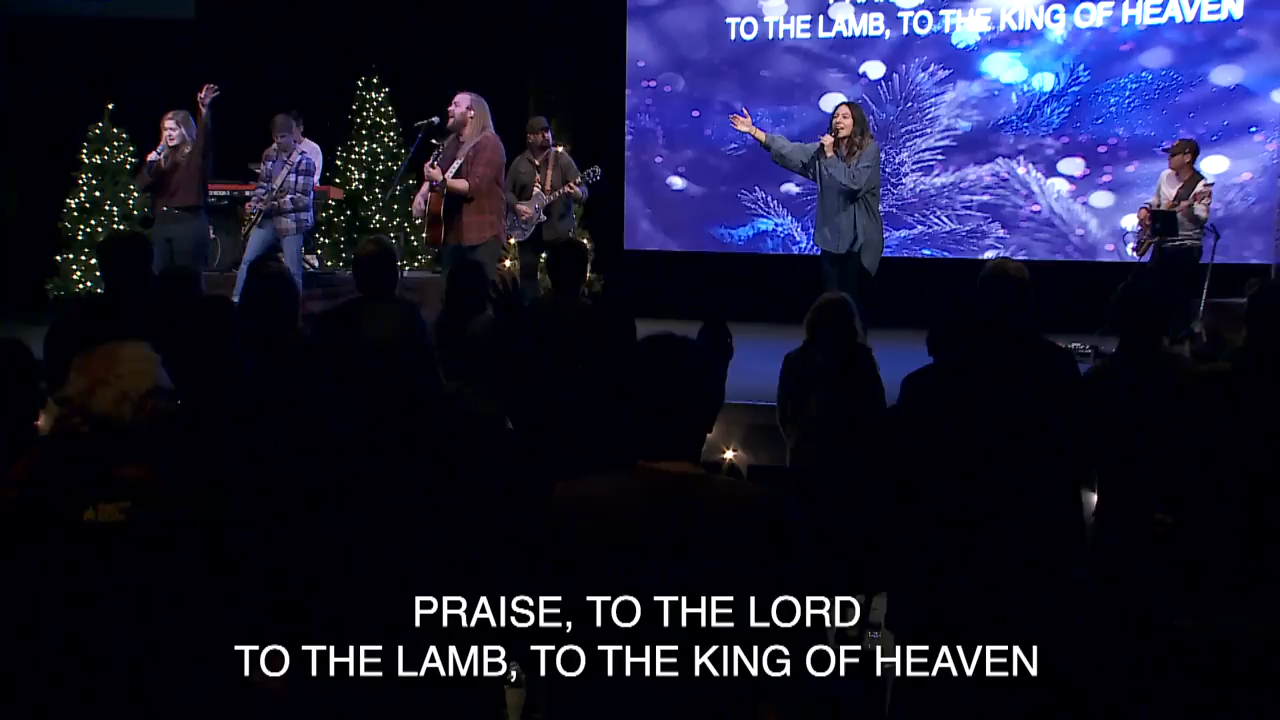 TO THE LAMB, TO THE KING OF HEAVEN
PRAISE, TO THE LORD
TO THE LAMB, TO THE KING OF HEAVEN